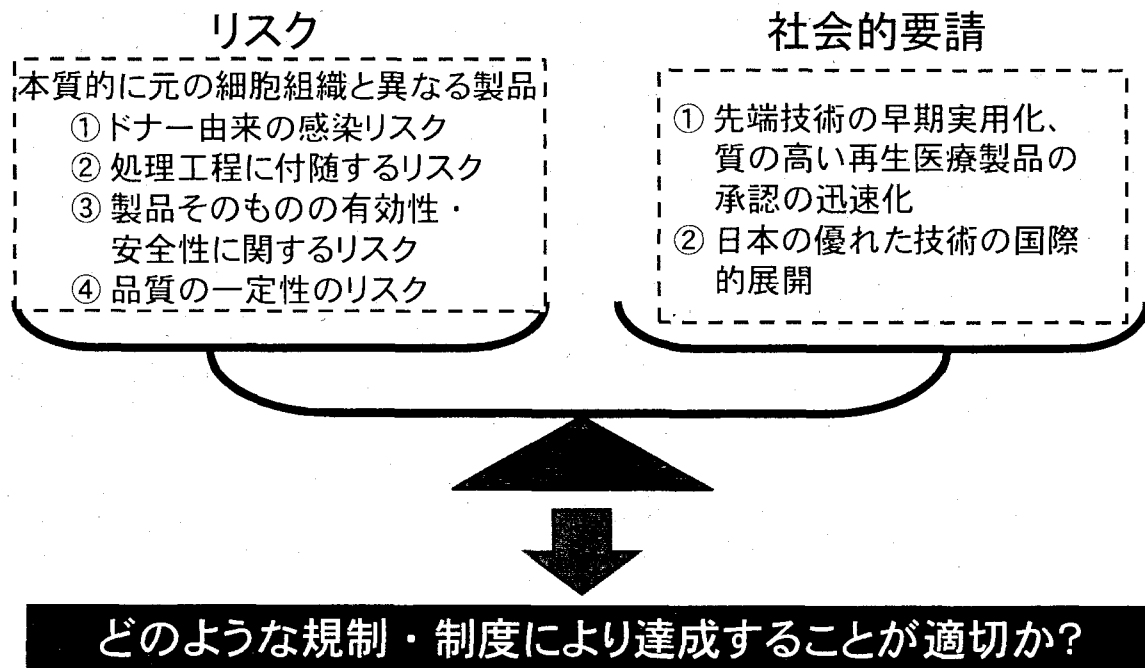 リスク
本質的に元の細胞組織と異なる製品
① ドナー由来の感染リスク
② 処理工程に付随するリスク
③ 製品そのものの有効性・
安全性に関するリスク
④ 品質の一定性のリスク
社会的要請
① 先端技術の早期実用化、
質の高い再生医療製品の
承認の迅速化
② 日本の優れた技術の国際
的展開
どのような規制・制度により達成することが適切か?